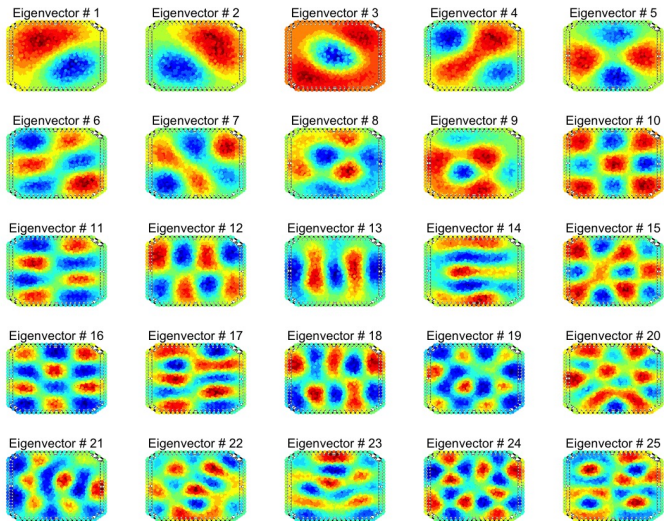 Eigenvector # 1 Eigenvector # 2 Eigenvector # 3 Eigenvector # 4 Eigenvector # 5
Eigenvector # 6 Eigenvector # 7 Eigenvector # 8 Eigenvector # 9 Eigenvector # 10
Eigenvector # 11 Eigenvector # 12 Eigenvector # 13 Eigenvector # 14 Eigenvector # 15
Eigenvector # 16 Eigenvector # 17 Eigenvector # 18 Eigenvector # 19 Eigenvector # 20
Eigenvector # 21 Eigenvector # 22 Eigenvector # 23 Eigenvector # 24 Eigenvector # 25